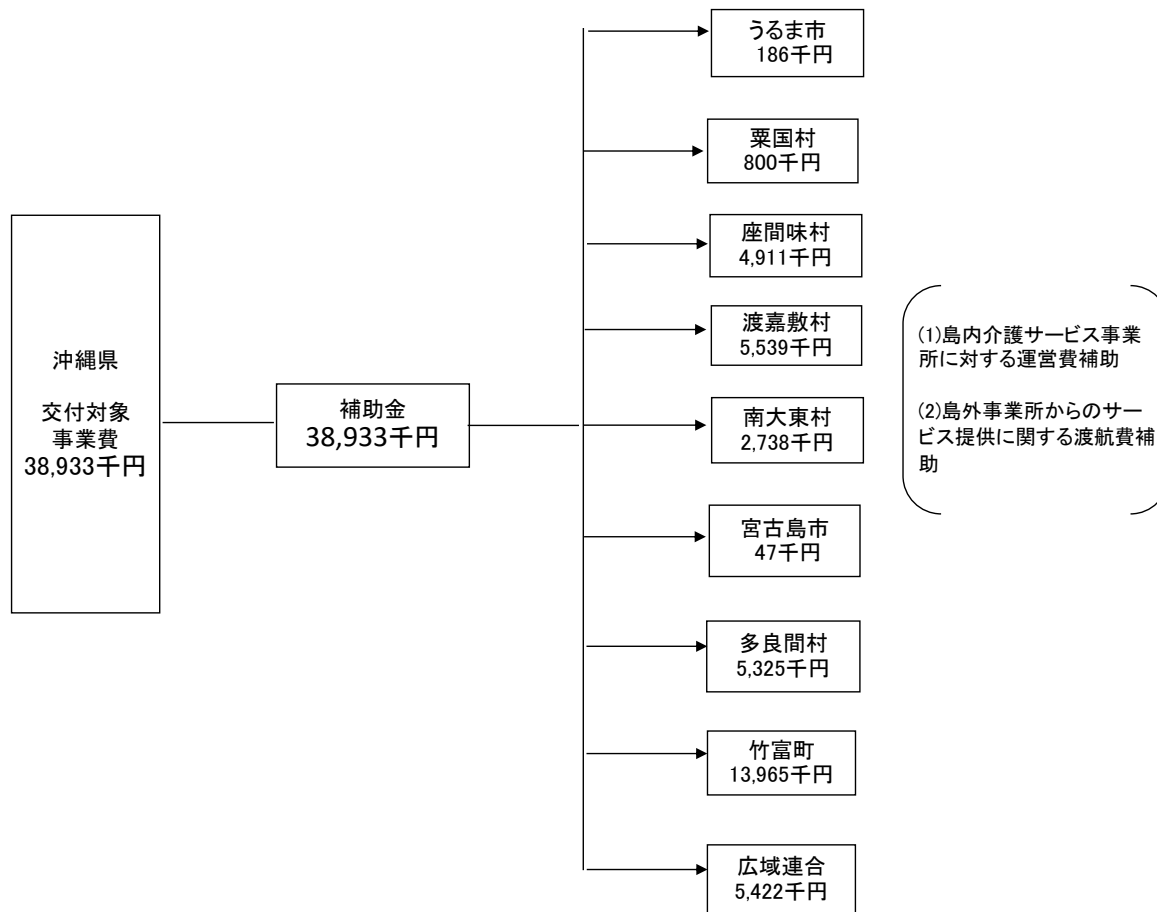 沖縄県
交付対象
事業費
38,933千円
補助金
38,933千円
うるま市
186千円
粟国村
800千円
座間味村
4,911千円
渡嘉敷村
5,539千円
南大東村
2,738千円
宮古島市
47千円
多良間村
5,325千円
竹富町
13,965千円
広域連合
5,422千円
(1)島内介護サービス事業
所に対する運営費補助
(2)島外事業所からのサー
ビス提供に関する渡航費補
助